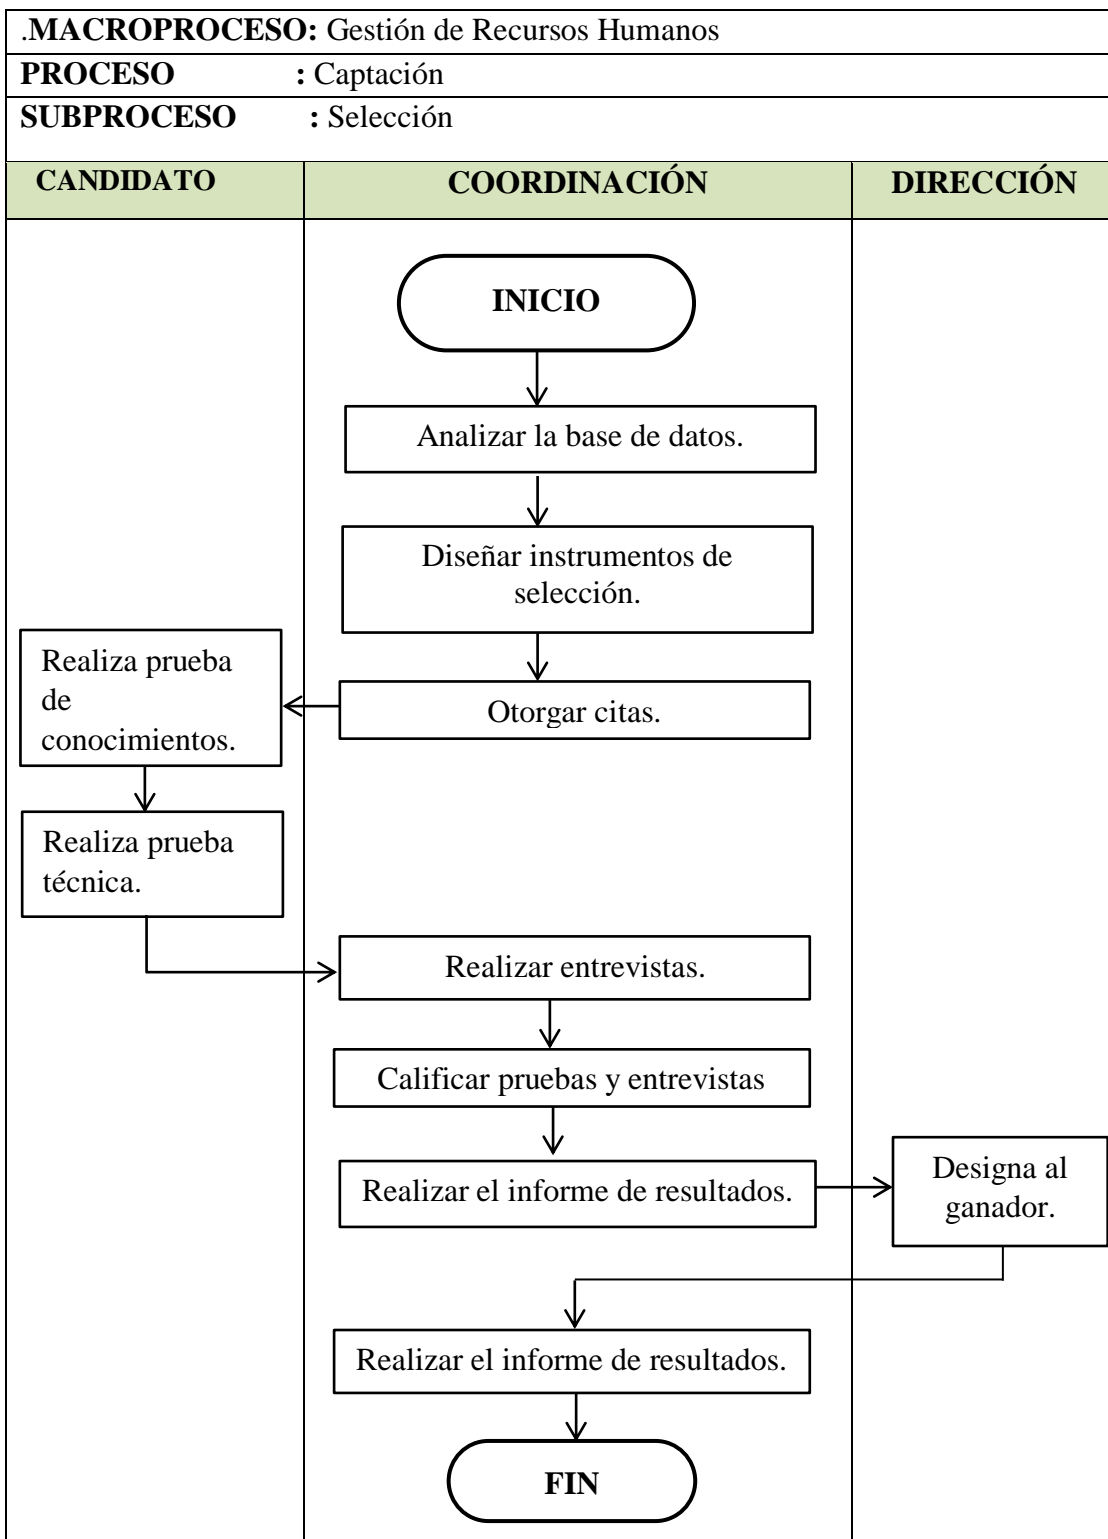 .MACROPROCESO: Gestión de Recursos Humanos
PROCESO : Captación
SUBPROCESO : Selección
CANDIDATO COORDINACIÓN DIRECCIÓN
INICIO
Analizar la base de datos.
Diseñar instrumentos de
selección.
Otorgar citas.
Realiza prueba
de
conocimientos.
Realiza prueba
técnica.
Realizar entrevistas.
Calificar pruebas y entrevistas
Realizar el informe de resultados.
Designa al
ganador.
Realizar el informe de resultados.
FIN